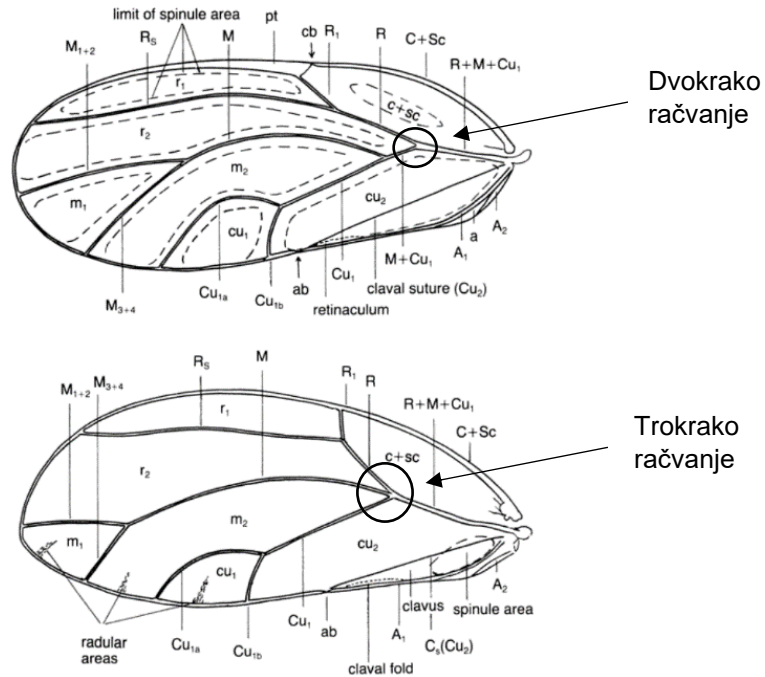 limit of spinule area
pt
cb
M1+2
RS
M
R1
R
C+Sc
R+M+Cu1
r1
c+sc
r2
m2
m1
cu2
cu1
Dvokrako
račvanje
M3+4
Cu1a
Cu1b
ab
Cu1
M+Cu1
A1
a
A2
claval suture (Cu2)
retinaculum
M1+2
M3+4
RS
M
R1
R
R+M+Cu1
C+Sc
r1
c+sc
r2
m2
m1
cu2
cu1
Trokrako
račvanje
radular
areas
Cu1a
Cu1b
Cu1
ab
A1
clavus
spinule area
A2
Cs(Cu2)
claval fold